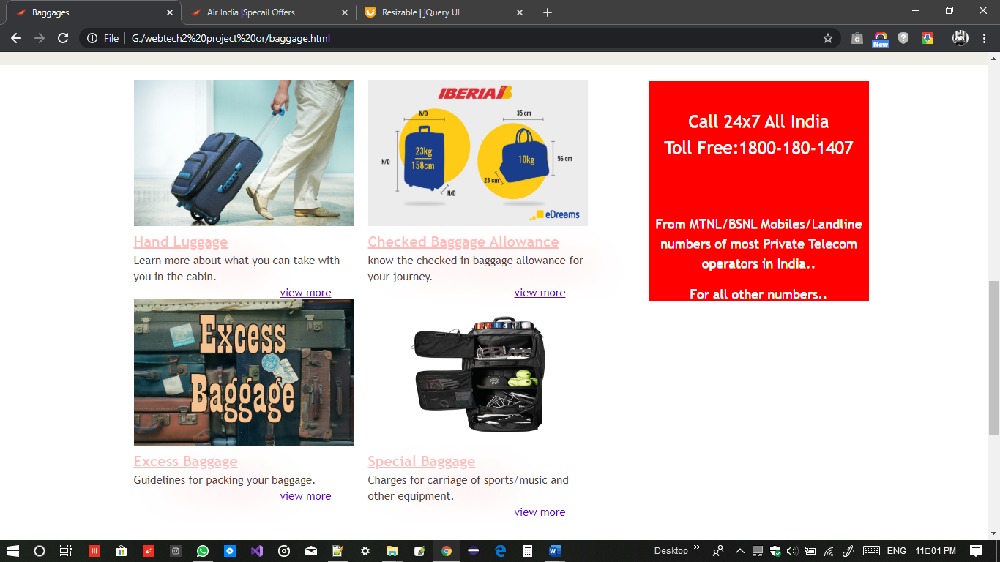 Baggages
Air India |Specail Offers
Resizable | jQuery UI
File
G:/webtech2%20project%20or/baggage.html
New
IBERIA
N/D
35 cm
N/D
23kg
158cm
10kg
56 cm
23 cm
N/D
eDreams
Call 24x7 All India
Toll Free:1800-180-1407
From MTNL/BSNL Mobiles/Landline
numbers of most Private Telecom
operators in India..
For all other numbers..
Hand Luggage
Learn more about what you can take with
you in the cabin.
view more
Checked Baggage Allowance
know the checked in baggage allowance for
your journey.
view more
Excess
Baggage
Excess Baggage
Guidelines for packing your baggage.
view more
Special Baggage
Charges for carriage of sports/music and
other equipment.
view more
Desktop
ENG
11□01 PM